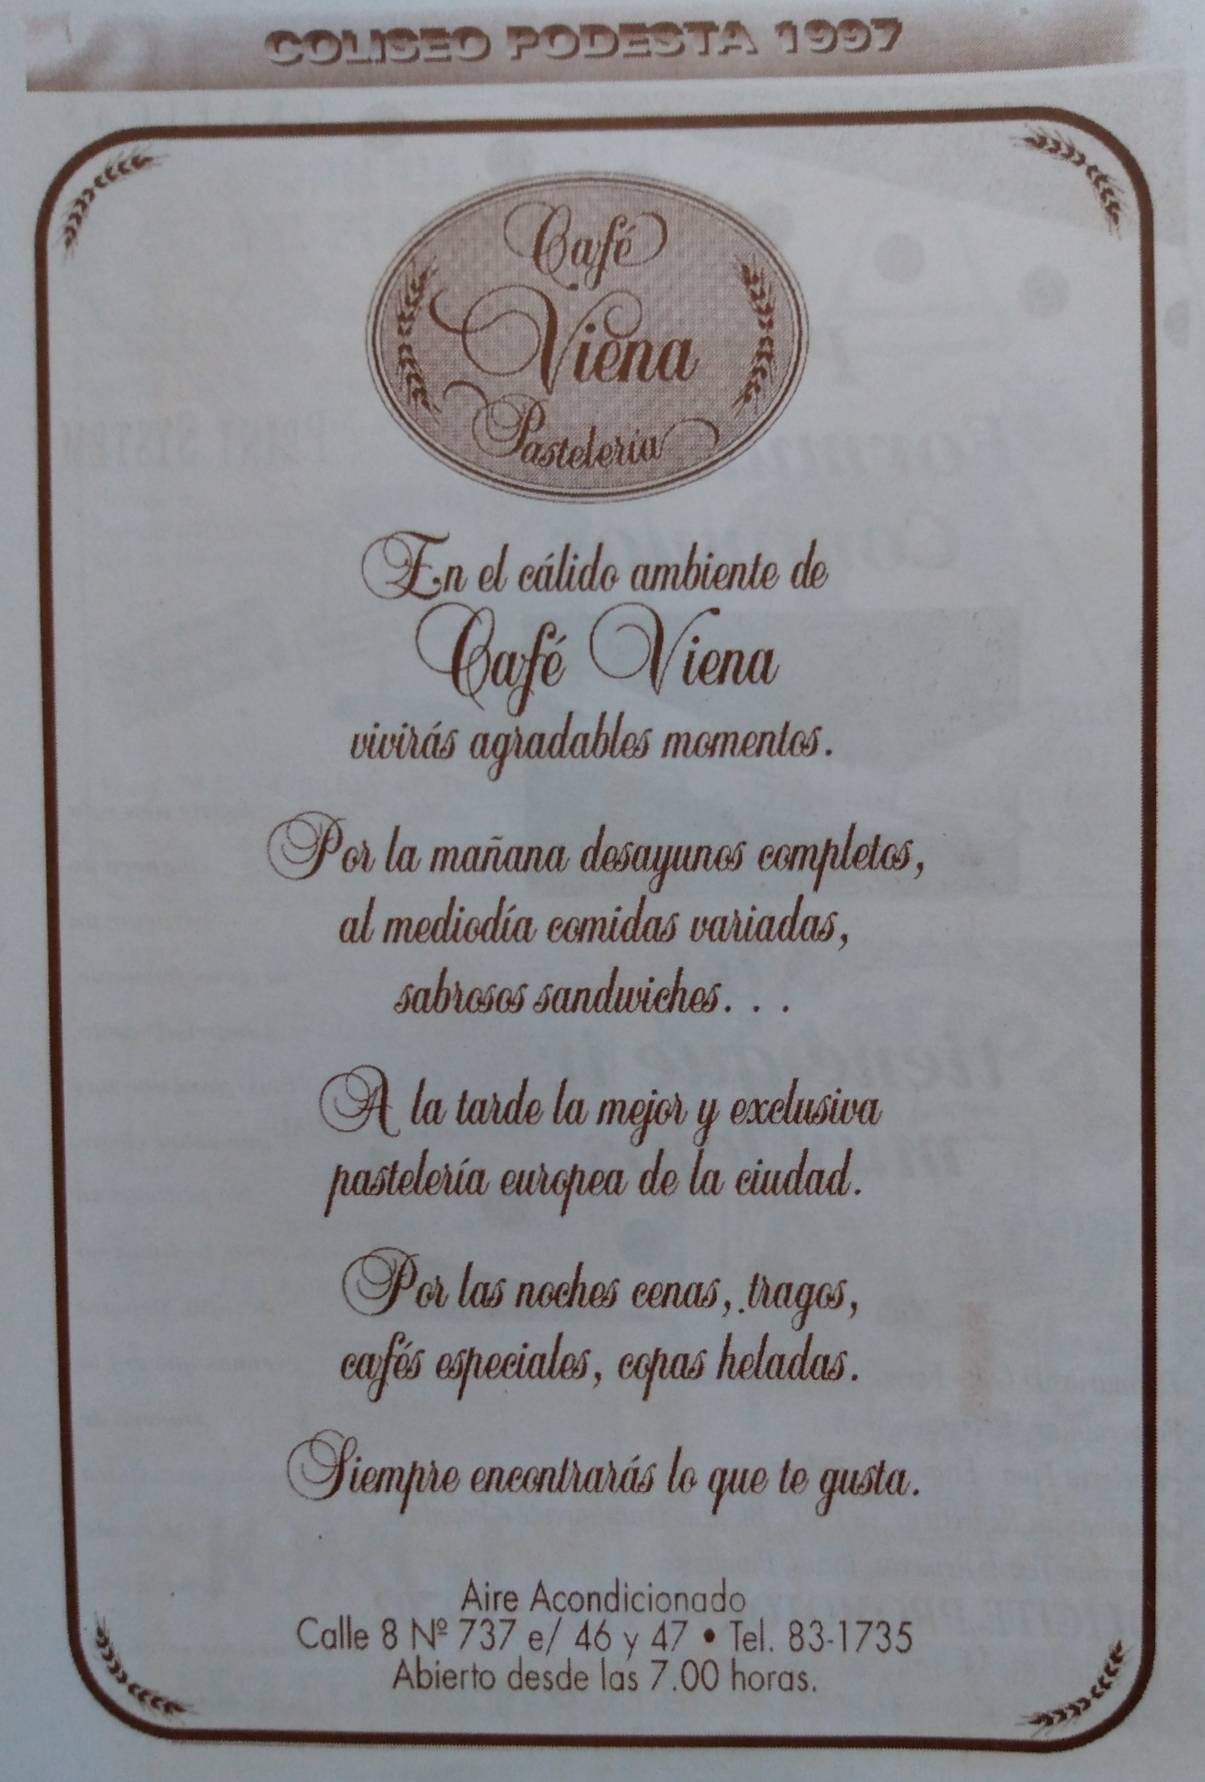 COLISEO PODESTA 1997
Café
Viena
Pastelería
En el cálido ambiente de
Café Viena
vivirás agradables momentos.
Por la mañana desayunos completos,
al mediodía comidas variadas,
sabrosos sandwiches. . .
A la tarde la mejor y exclusiva
pastelería europea de la ciudad.
Por las noches cenas, tragos,
cafés especiales, copas heladas.
Siempre encontrarás lo que te gusta.
Aire Acondicionado
Calle 8 Nº 737 e/ 46 y 47 • Tel. 83-1735
Abierto desde las 7.00 horas.